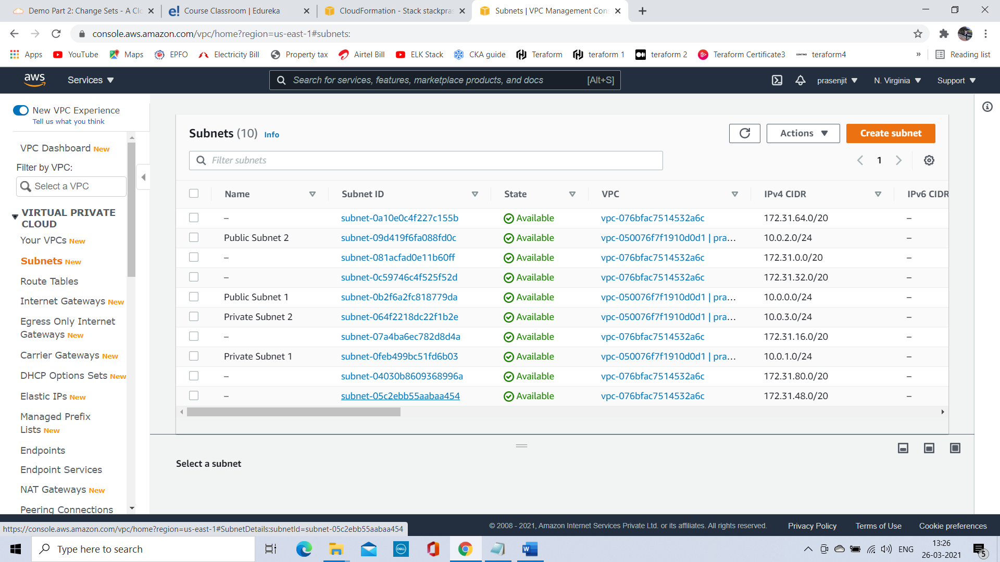 Demo Part 2: Change Sets - A Clo
Course Classroom | Edureka
CloudFormation - Stack stackpras
Subnets | VPC Management Cons
console.aws.amazon.com/vpc/home?region=us-east-1#subnets:
Apps YouTube Maps EPFO Electricity Bill Property tax Airtel Bill ELK Stack CKA guide Teraform teraform 1 teraform 2 Teraform Certificate3 teraform4 » Reading list
aws Services Search for services, features, marketplace products, and docs [Alt+S] prasenjit N. Virginia Support
New VPC Experience
Tell us what you think
VPC Dashboard New
Filter by VPC:
Select a VPC
VIRTUAL PRIVATE
CLOUD
Your VPCs New
Subnets New
Route Tables
Internet Gateways New
Egress Only Internet
Gateways New
Carrier Gateways New
DHCP Options Sets New
Elastic IPs New
Managed Prefix
Lists New
Endpoints
Endpoint Services
NAT Gateways New
Peering Connections
Subnets (10) Info
Actions
Create subnet
Filter subnets
1
Name Subnet ID State VPC IPv4 CIDR IPv6 CIDR
– subnet-0a10e0c4f227c155b Available vpc-076bfac7514532a6c 172.31.64.0/20 –
Public Subnet 2 subnet-09d419f6fa088fd0c Available vpc-050076f7f1910d0d1 | pra... 10.0.2.0/24 –
– subnet-081acfad0e11b60ff Available vpc-076bfac7514532a6c 172.31.0.0/20 –
– subnet-0c59746c4f525f52d Available vpc-076bfac7514532a6c 172.31.32.0/20 –
Public Subnet 1 subnet-0b2f6a2fc818779da Available vpc-050076f7f1910d0d1 | pra... 10.0.0.0/24 –
Private Subnet 2 subnet-064f2218dc22f1b2e Available vpc-050076f7f1910d0d1 | pra... 10.0.3.0/24 –
– subnet-07a4ba6ec782d8d4a Available vpc-076bfac7514532a6c 172.31.16.0/20 –
Private Subnet 1 subnet-0feb499bc51fd6b03 Available vpc-050076f7f1910d0d1 | pra... 10.0.1.0/24 –
– subnet-04030b8609368996a Available vpc-076bfac7514532a6c 172.31.80.0/20 –
– subnet-05c2ebb55aabaa454 Available vpc-076bfac7514532a6c 172.31.48.0/20 –
Select a subnet
https://console.aws.amazon.com/vpc/home?region=us-east-1#SubnetDetails:subnetId=subnet-05c2ebb55aabaa454
© 2008 - 2021, Amazon Internet Services Private Ltd. or its affiliates. All rights reserved. Privacy Policy Terms of Use Cookie preferences
Type here to search
DELL
ENG
13:26
26-03-2021
5